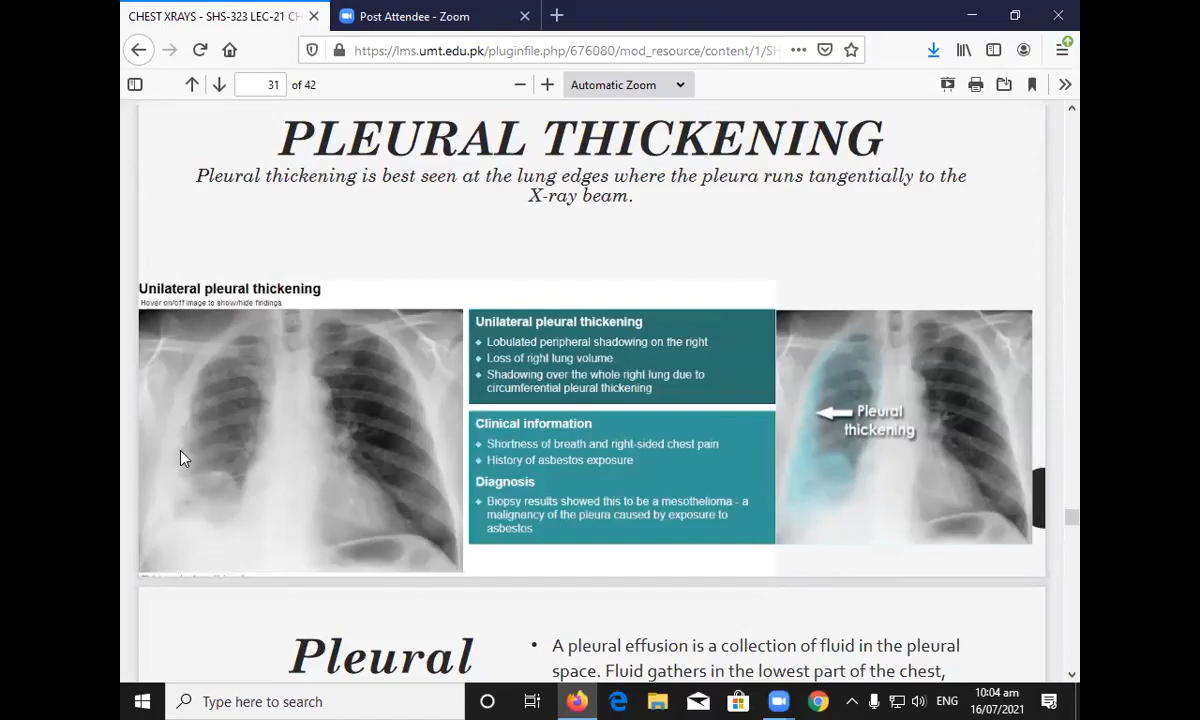 CHEST XRAYS - SHS-323 LEC-21 CH
Post Attendee - Zoom
https://lms.umt.edu.pk/pluginfile.php/676080/mod_resource/content/1/SH
31 of 42
Automatic Zoom
PLEURAL THICKENING
Pleural thickening is best seen at the lung edges where the pleura runs tangentially to the
X-ray beam.
Unilateral pleural thickening
Hover on/off image to show/hide findings
Unilateral pleural thickening
Lobulated peripheral shadowing on the right
Loss of right lung volume
Shadowing over the whole right lung due to
circumferential pleural thickening
Clinical information
Shortness of breath and right-sided chest pain
History of asbestos exposure
Diagnosis
Biopsy results showed this to be a mesothelioma - a
malignancy of the pleura caused by exposure to
asbestos
Pleural
thickening
Pleural
• A pleural effusion is a collection of fluid in the pleural
space. Fluid gathers in the lowest part of the chest,
Type here to search
ENG
10:04 am
16/07/2021